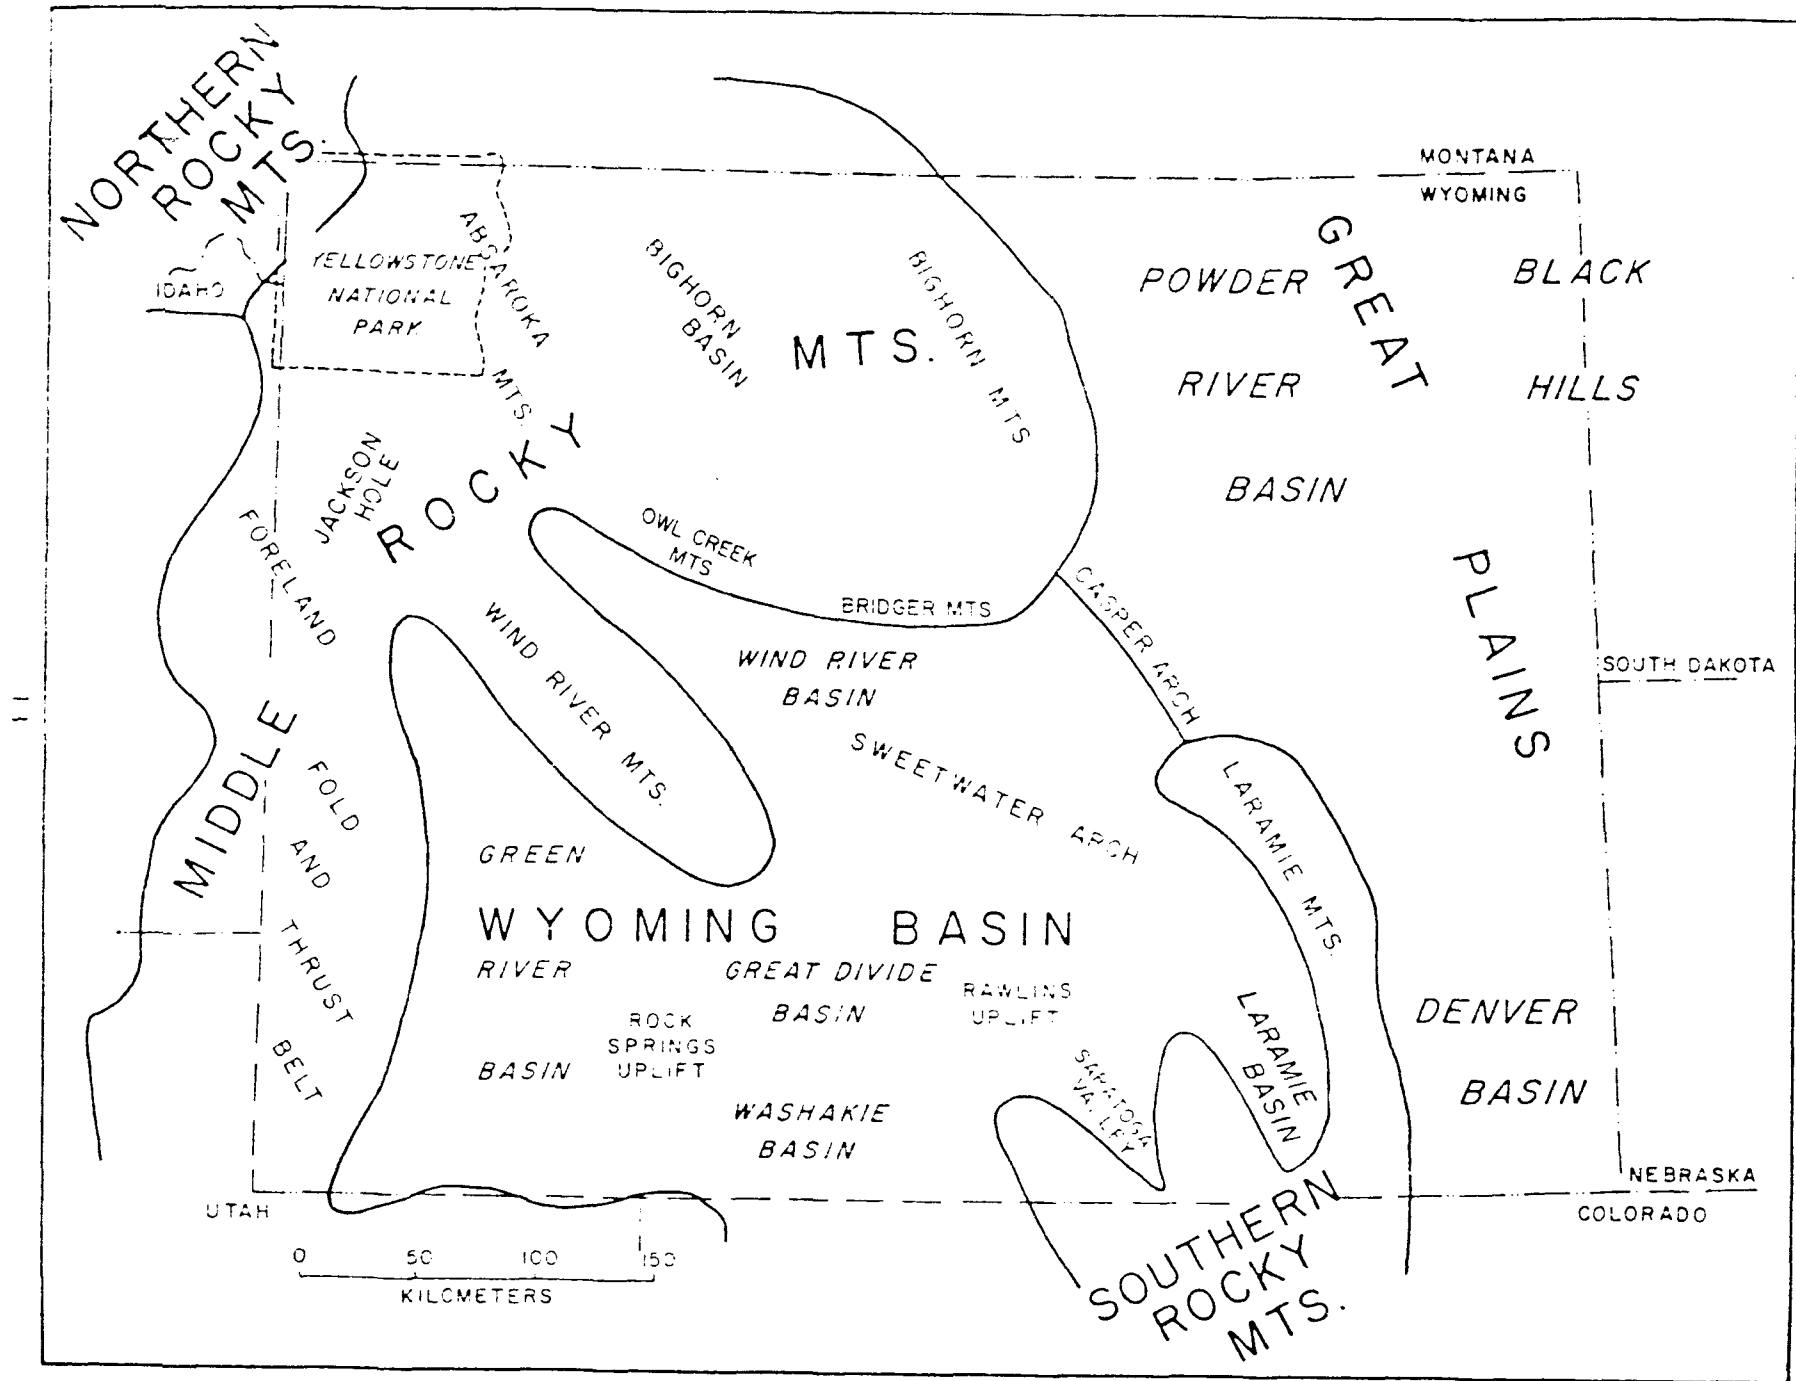 NORTHERN
ROCKY
MTS.
MONTANA
WYOMING
IDAHO
YELLOWSTONE
NATIONAL
PARK
ABSAROKA
MTS.
BIGHORN
BASIN
BIGHORN MTS
POWDER
RIVER
BASIN
BLACK
HILLS
GREAT
PLAINS
MIDDLE
ROCKY
MTS.
JACKSON
HOLE
OWL CREEK
MTS
BRIDGER MTS
CASPER ARCH
WIND RIVER MTS.
WIND RIVER
BASIN
SOUTH DAKOTA
SWEETWATER ARCH
LARAMIE MTS.
FORELAND
FOLD
AND
THRUST
BELT
GREEN
RIVER
BASIN
WYOMING BASIN
GREAT DIVIDE
BASIN
RAWLINS
UPLIFT
ROCK
SPRINGS
UPLIFT
WASHAKIE
BASIN
SARATOGA
VALLEY
LARAMIE
BASIN
DENVER
BASIN
NEBRASKA
COLORADO
UTAH
SOUTHERN
ROCKY
MTS.
0 50 100 150
KILOMETERS